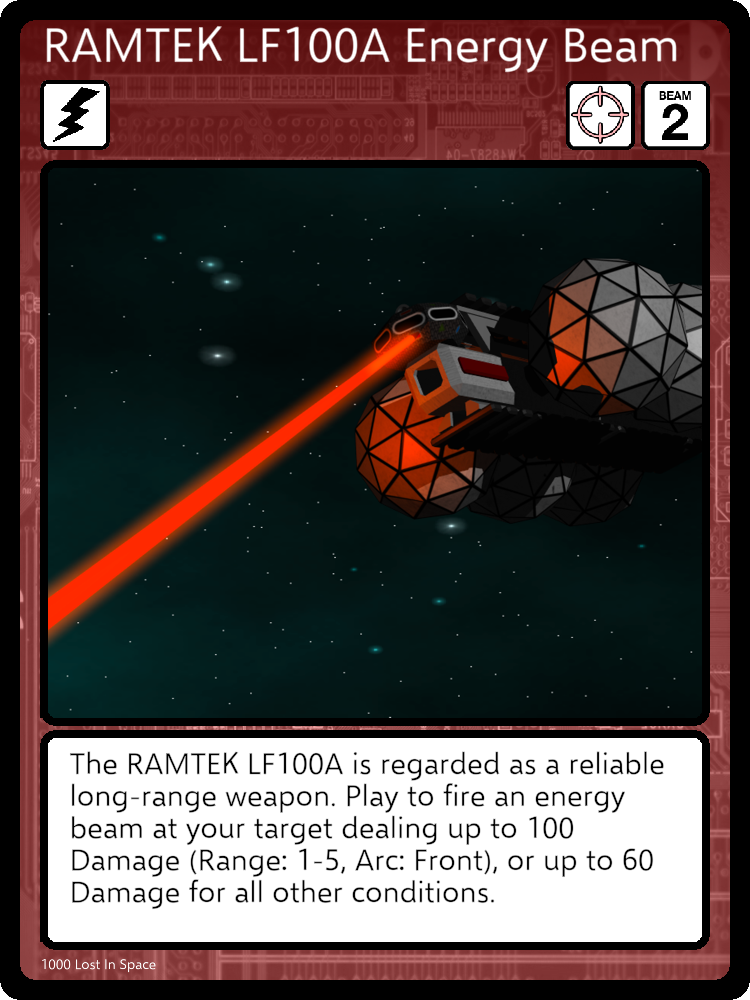 RAMTEK LF100A Energy Beam
BEAM
2
The RAMTEK LF100A is regarded as a reliable
long-range weapon. Play to fire an energy
beam at your target dealing up to 100
Damage (Range: 1-5, Arc: Front), or up to 60
Damage for all other conditions.
1000 Lost In Space